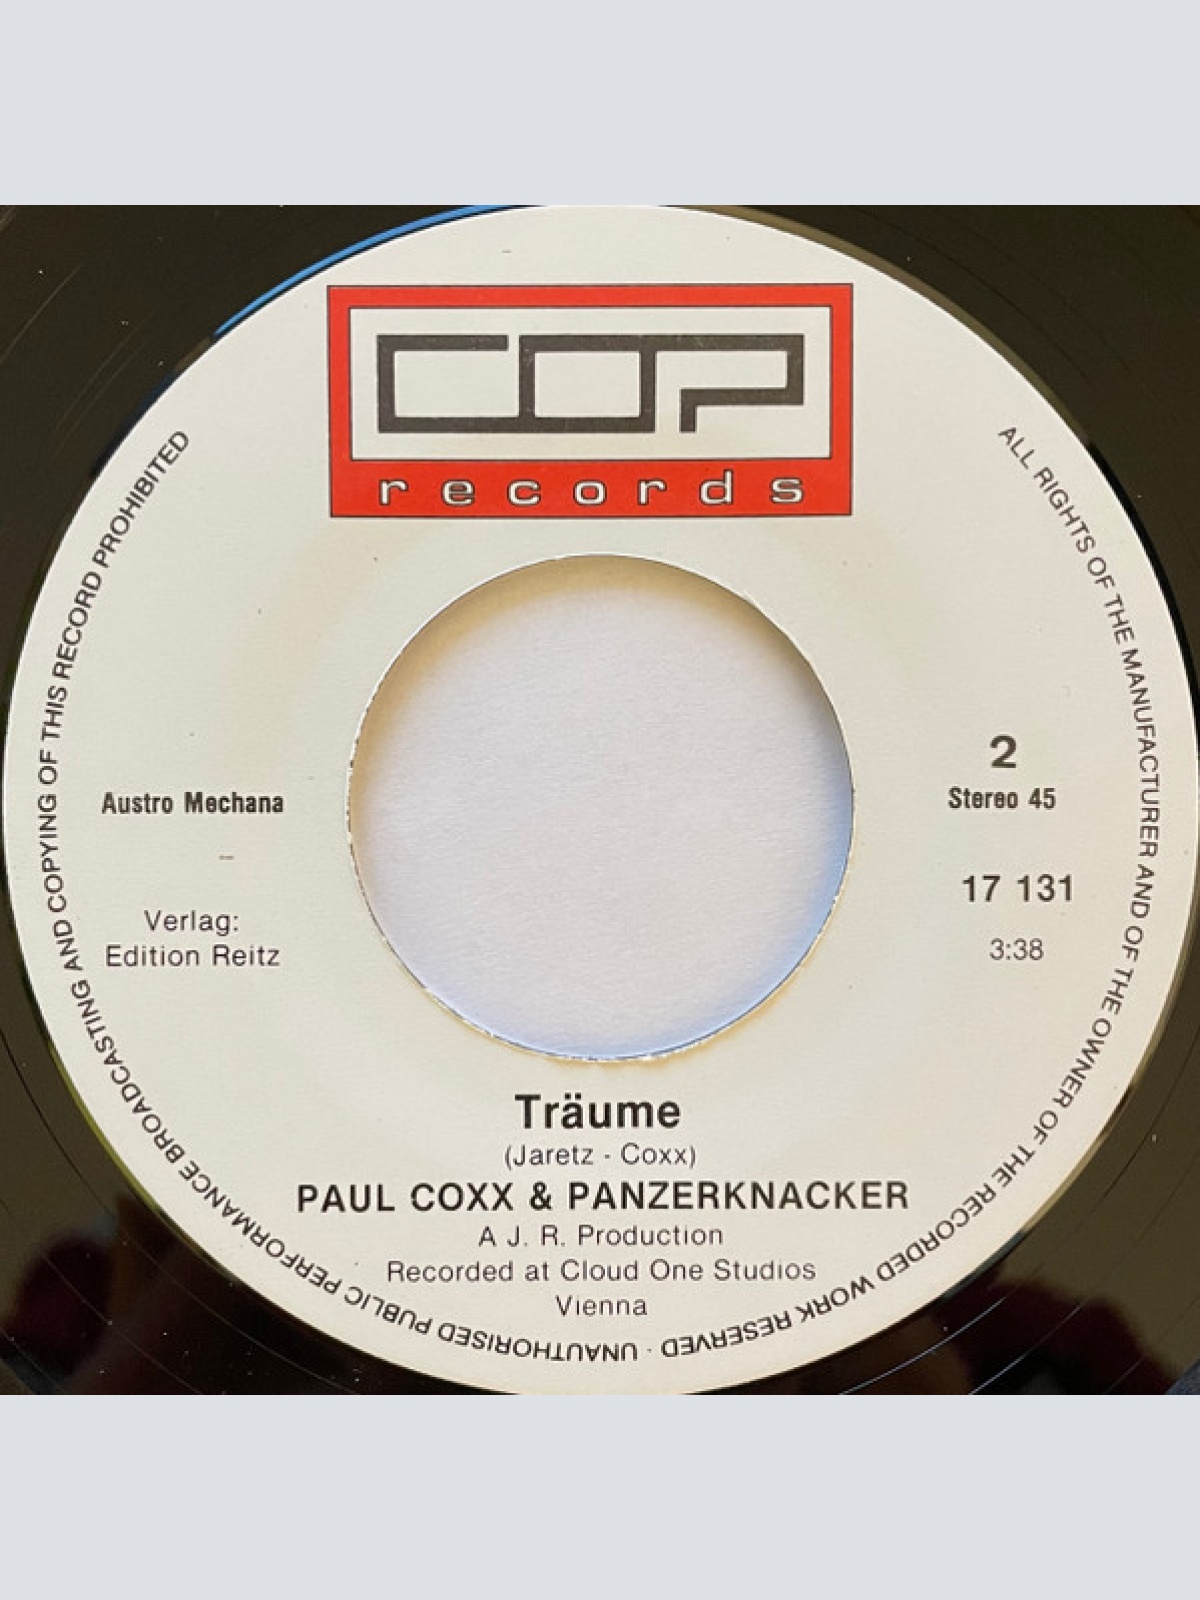 COP
records
ALL RIGHTS OF THE MANUFACTURER AND OF THE OWNER OF THE RECORDED WORK RESERVED · UNAUTHORISED PUBLIC PERFORMANCE BROADCASTING AND COPYING OF THIS RECORD PROHIBITED
Austro Mechana
Verlag:
Edition Reitz
2
Stereo 45
17 131
3:38
Träume
(Jaretz - Coxx)
PAUL COXX & PANZERKNACKER
A J. R. Production
Recorded at Cloud One Studios
Vienna